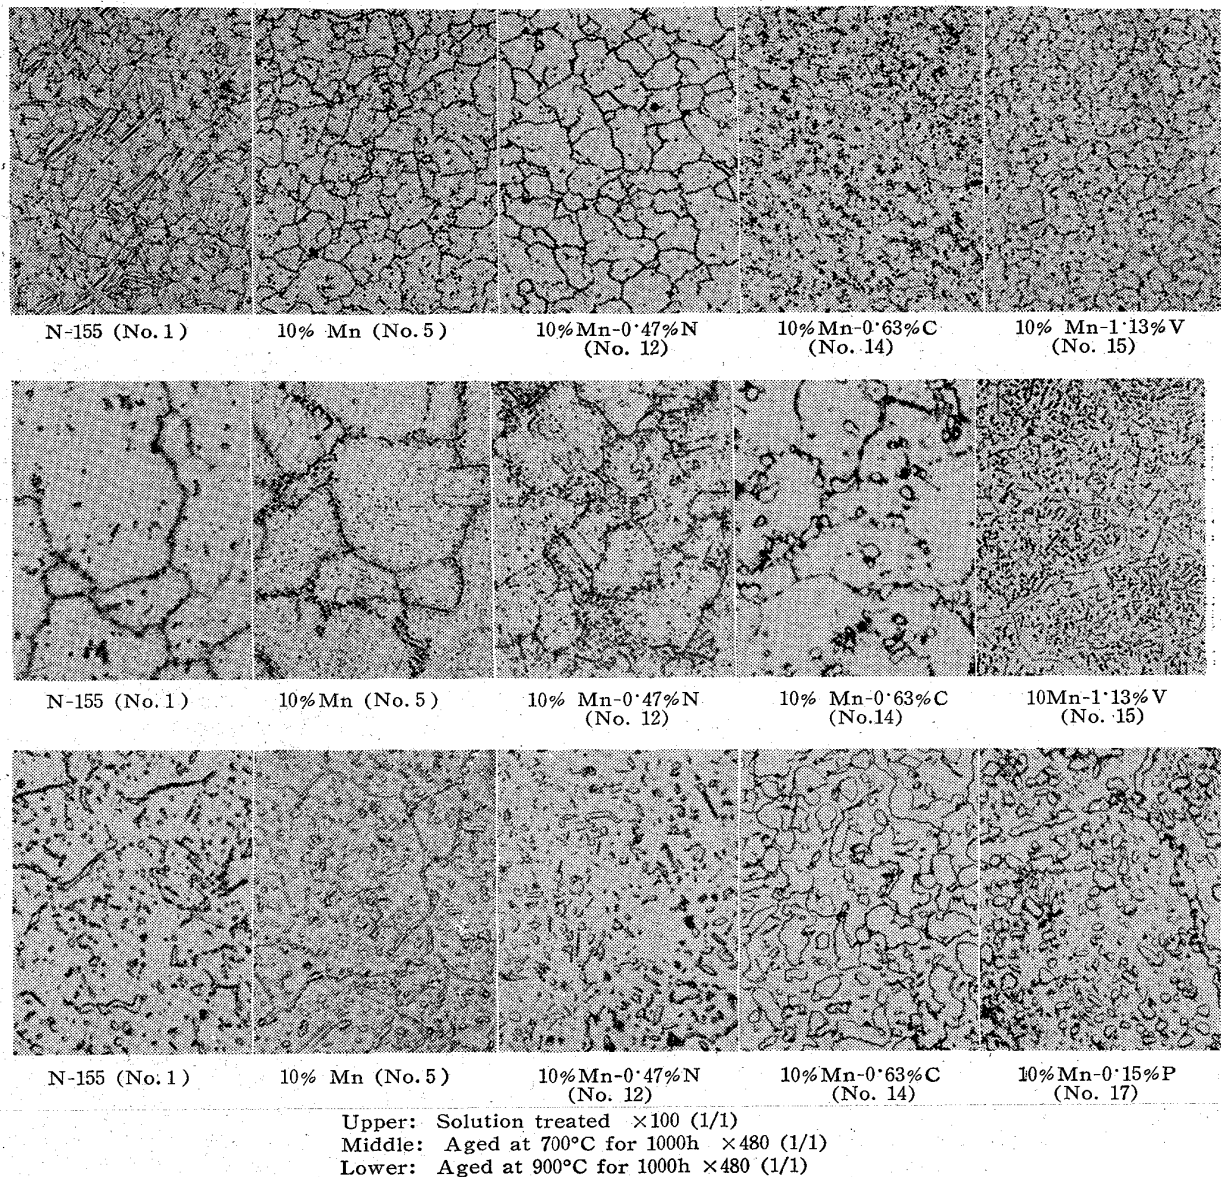 N-155 (No. 1)
10% Mn (No. 5)
10%Mn-0·47%N
(No. 12)
10%Mn-0·63%C
(No. 14)
10% Mn-1·13%V
(No. 15)
N-155 (No. 1)
10%Mn (No. 5)
10% Mn-0·47%N
(No. 12)
10% Mn-0·63%C
(No.14)
10Mn-1·13%V
(No. 15)
N-155 (No. 1)
10% Mn (No. 5)
10%Mn-0·47%N
(No. 12)
10%Mn-0·63%C
(No. 14)
10%Mn-0·15%P
(No. 17)
Upper: Solution treated ×100 (1/1)
Middle: Aged at 700°C for 1000h ×480 (1/1)
Lower: Aged at 900°C for 1000h ×480 (1/1)